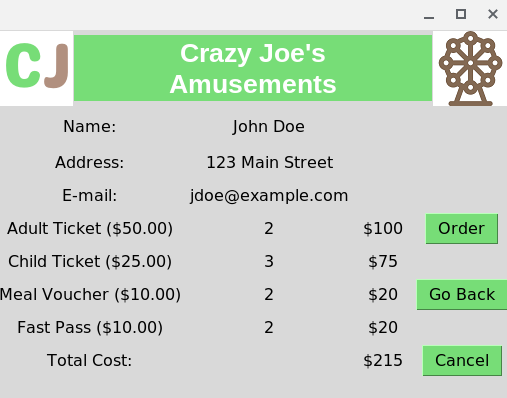 CJ
Crazy Joe's
Amusements
Name: John Doe
Address: 123 Main Street
E-mail: jdoe@example.com
Adult Ticket ($50.00) 2 $100 Order
Child Ticket ($25.00) 3 $75
Meal Voucher ($10.00) 2 $20 Go Back
Fast Pass ($10.00) 2 $20
Total Cost: $215 Cancel